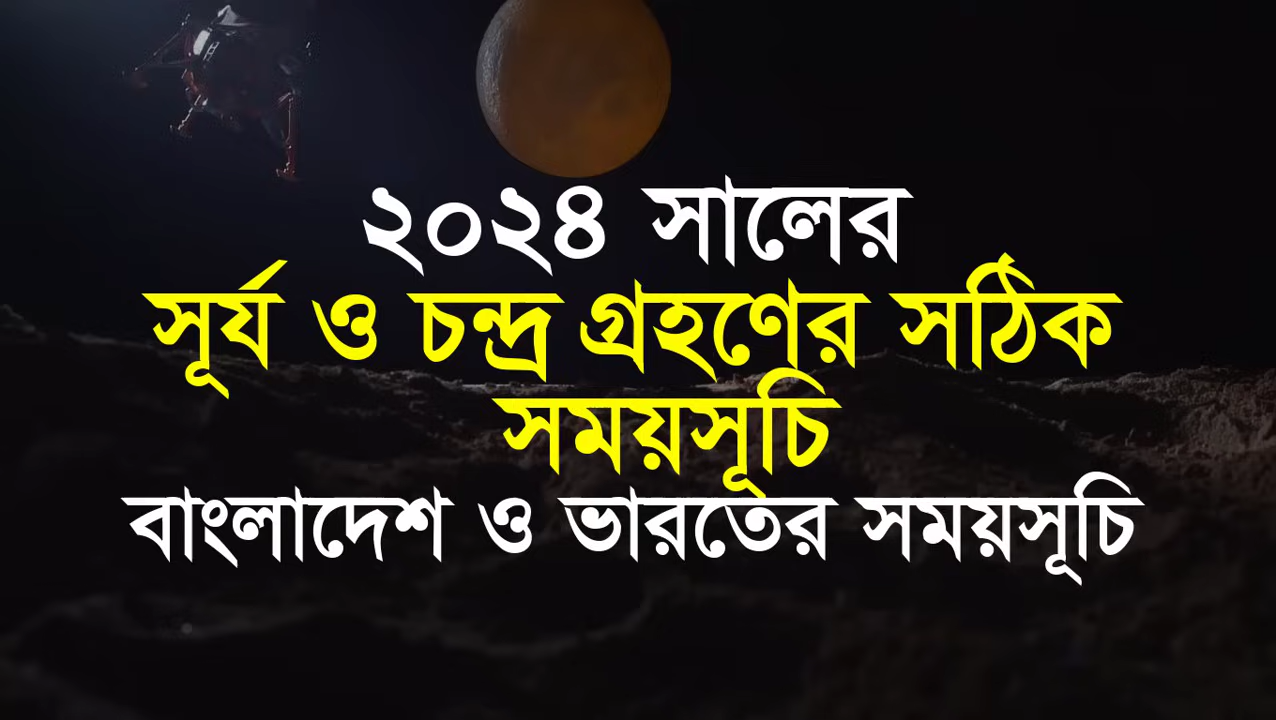 ২০২৪ সালের
সূর্য ও চন্দ্র গ্রহণের সঠিক
সময়সূচি
বাংলাদেশ ও ভারতের সময়সূচি